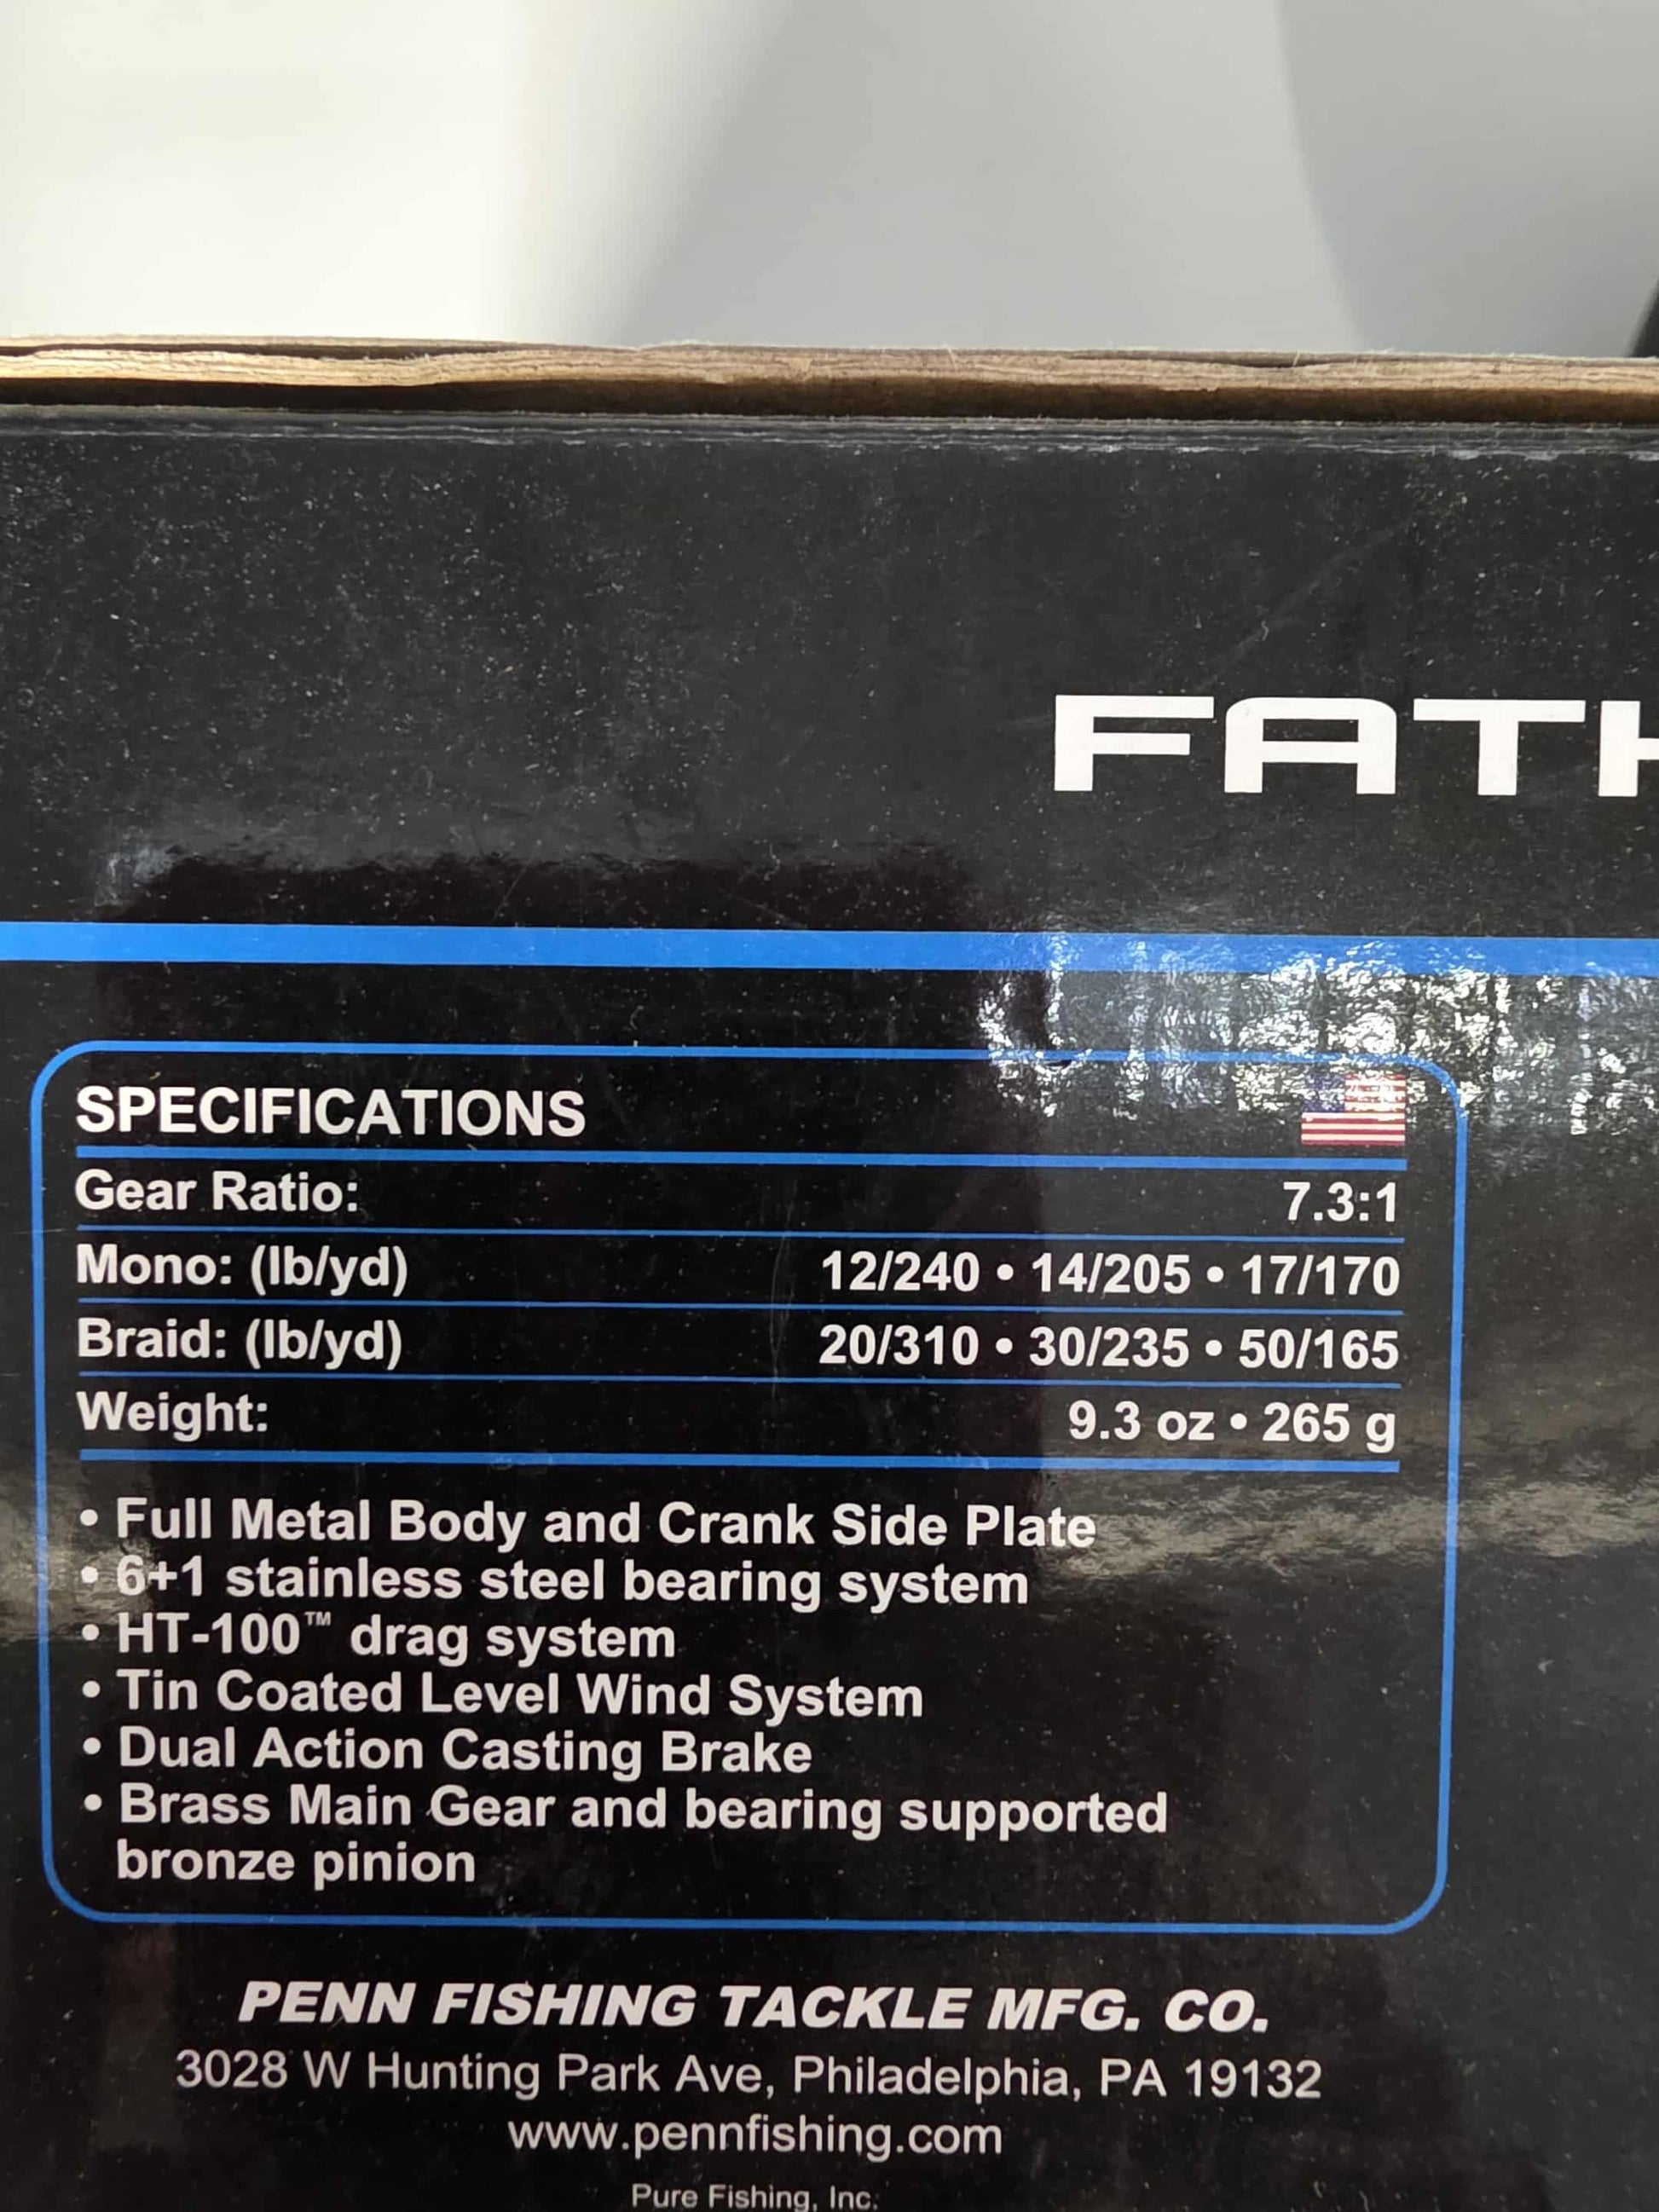 FATH
SPECIFICATIONS
Gear Ratio: 7.3:1
Mono: (lb/yd) 12/240 • 14/205 • 17/170
Braid: (lb/yd) 20/310 • 30/235 • 50/165
Weight: 9.3 oz • 265 g
• Full Metal Body and Crank Side Plate
• 6+1 stainless steel bearing system
• HT-100™ drag system
• Tin Coated Level Wind System
• Dual Action Casting Brake
• Brass Main Gear and bearing supported
bronze pinion
PENN FISHING TACKLE MFG. CO.
3028 W Hunting Park Ave, Philadelphia, PA 19132
www.pennfishing.com
Pure Fishing, Inc.